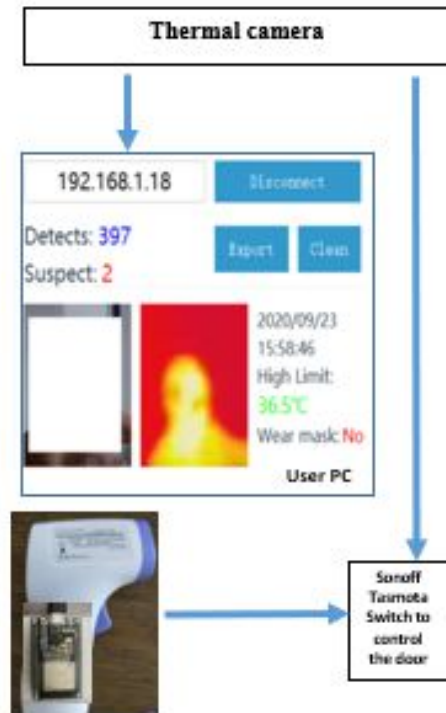 Thermal camera
192.168.1.18
Disconnect
Detects: 397
Suspect: 2
Export
Clean
2020/09/23
15:58:46
High Limit:
36.5°C
Wear mask: No
User PC
Sonoff
Tasmota
Switch to
control
the door